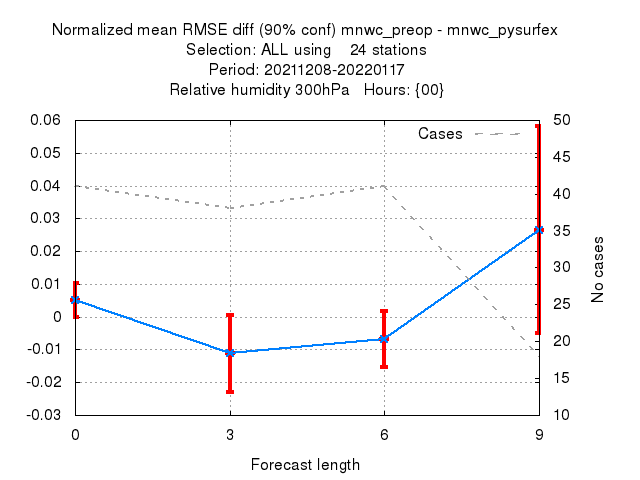 Normalized mean RMSE diff (90% conf) mnwc_preop - mnwc_pysurfex
Selection: ALL using    24 stations
Period: 20211208-20220117
Relative humidity 300hPa   Hours: {00}
Cases
0.06
0.05
0.04
0.03
0.02
0.01
0
-0.01
-0.02
-0.03
50
45
40
35
30
25
20
15
10
No cases
0 3 6 9
Forecast length